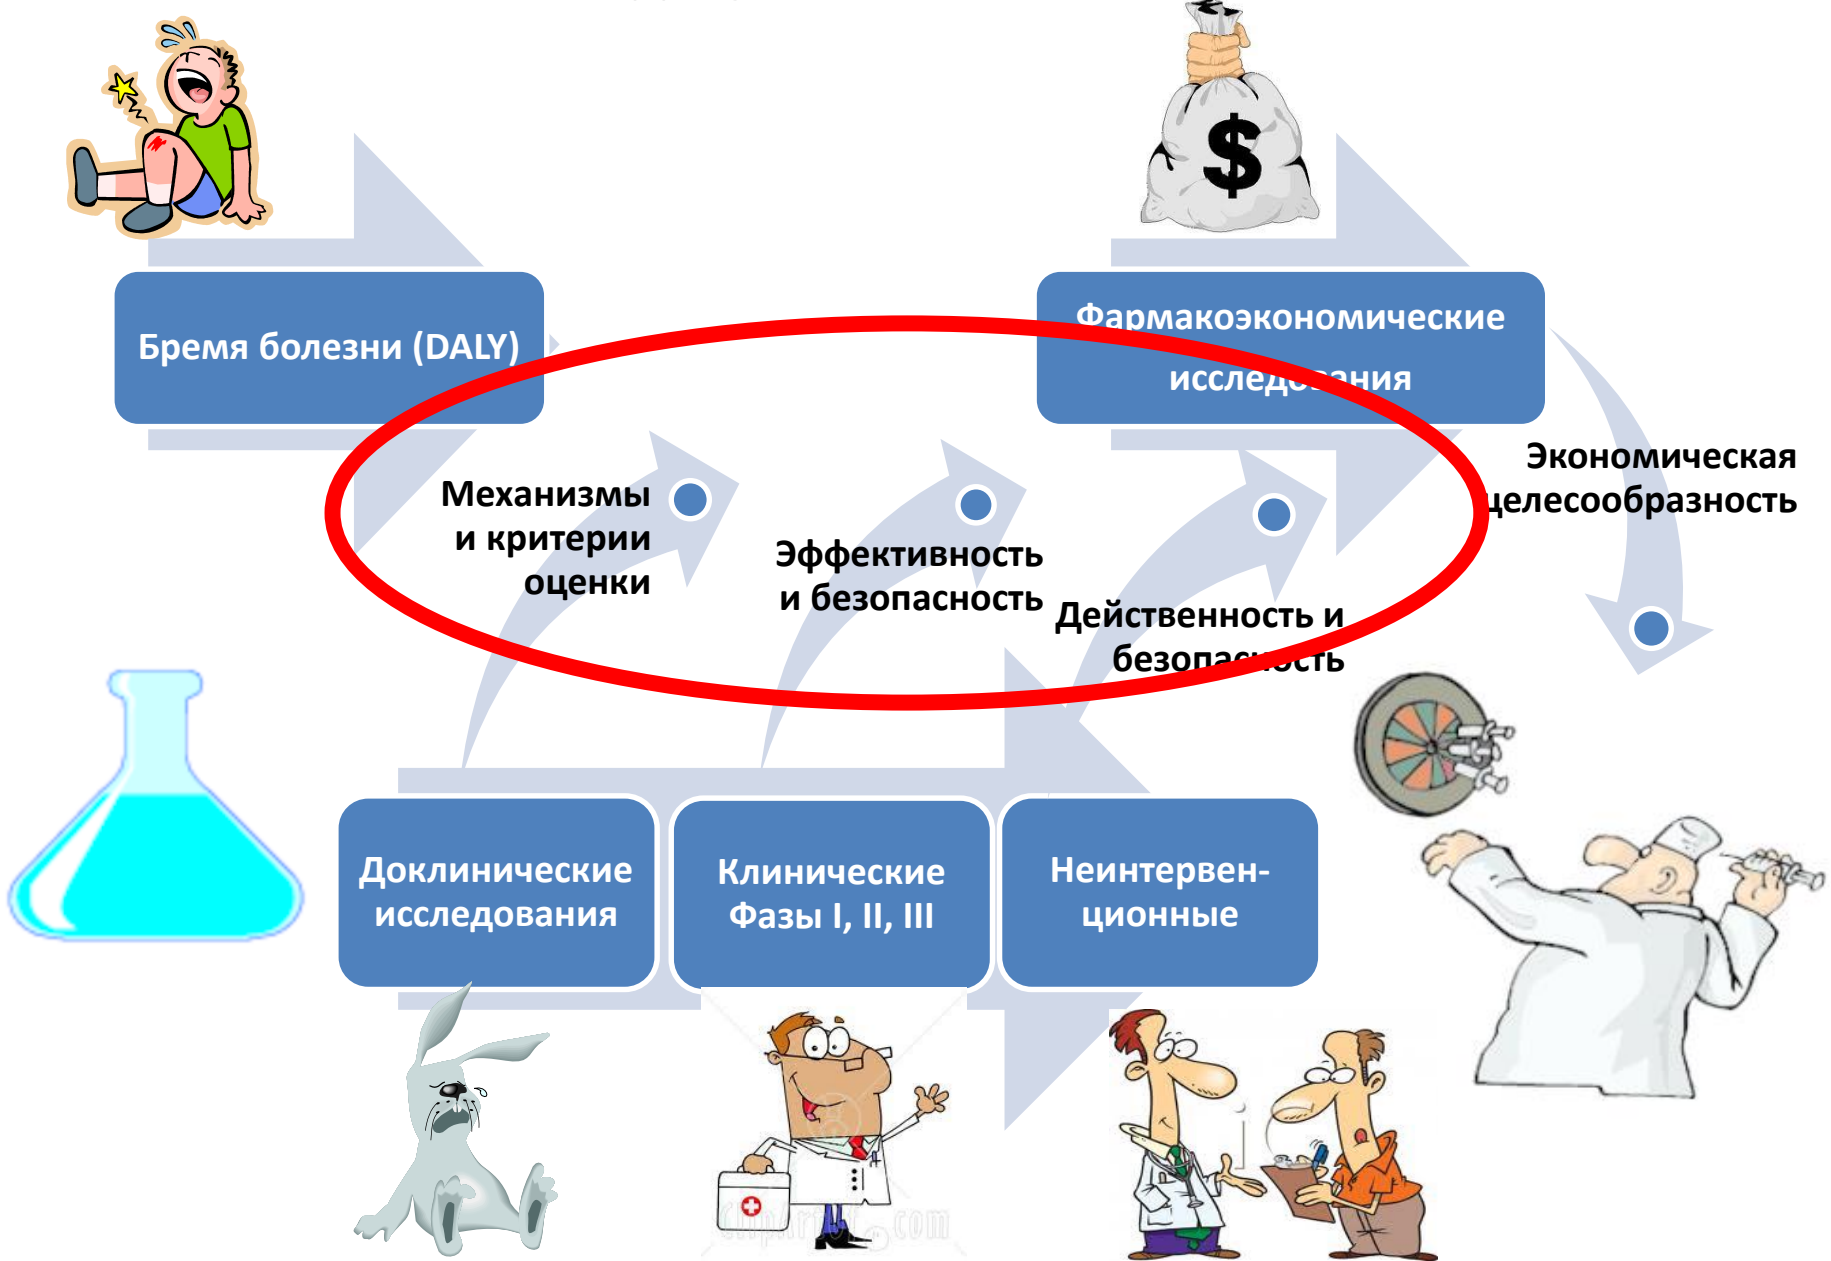 $
Бремя болезни (DALY)
Фармакоэкономические
исследования
Экономическая
целесообразность
Механизмы
и критерии
оценки
Эффективность
и безопасность
Действенность и
безопасность
Доклинические
исследования
Клинические
Фазы I, II, III
Неинтервен-
ционные